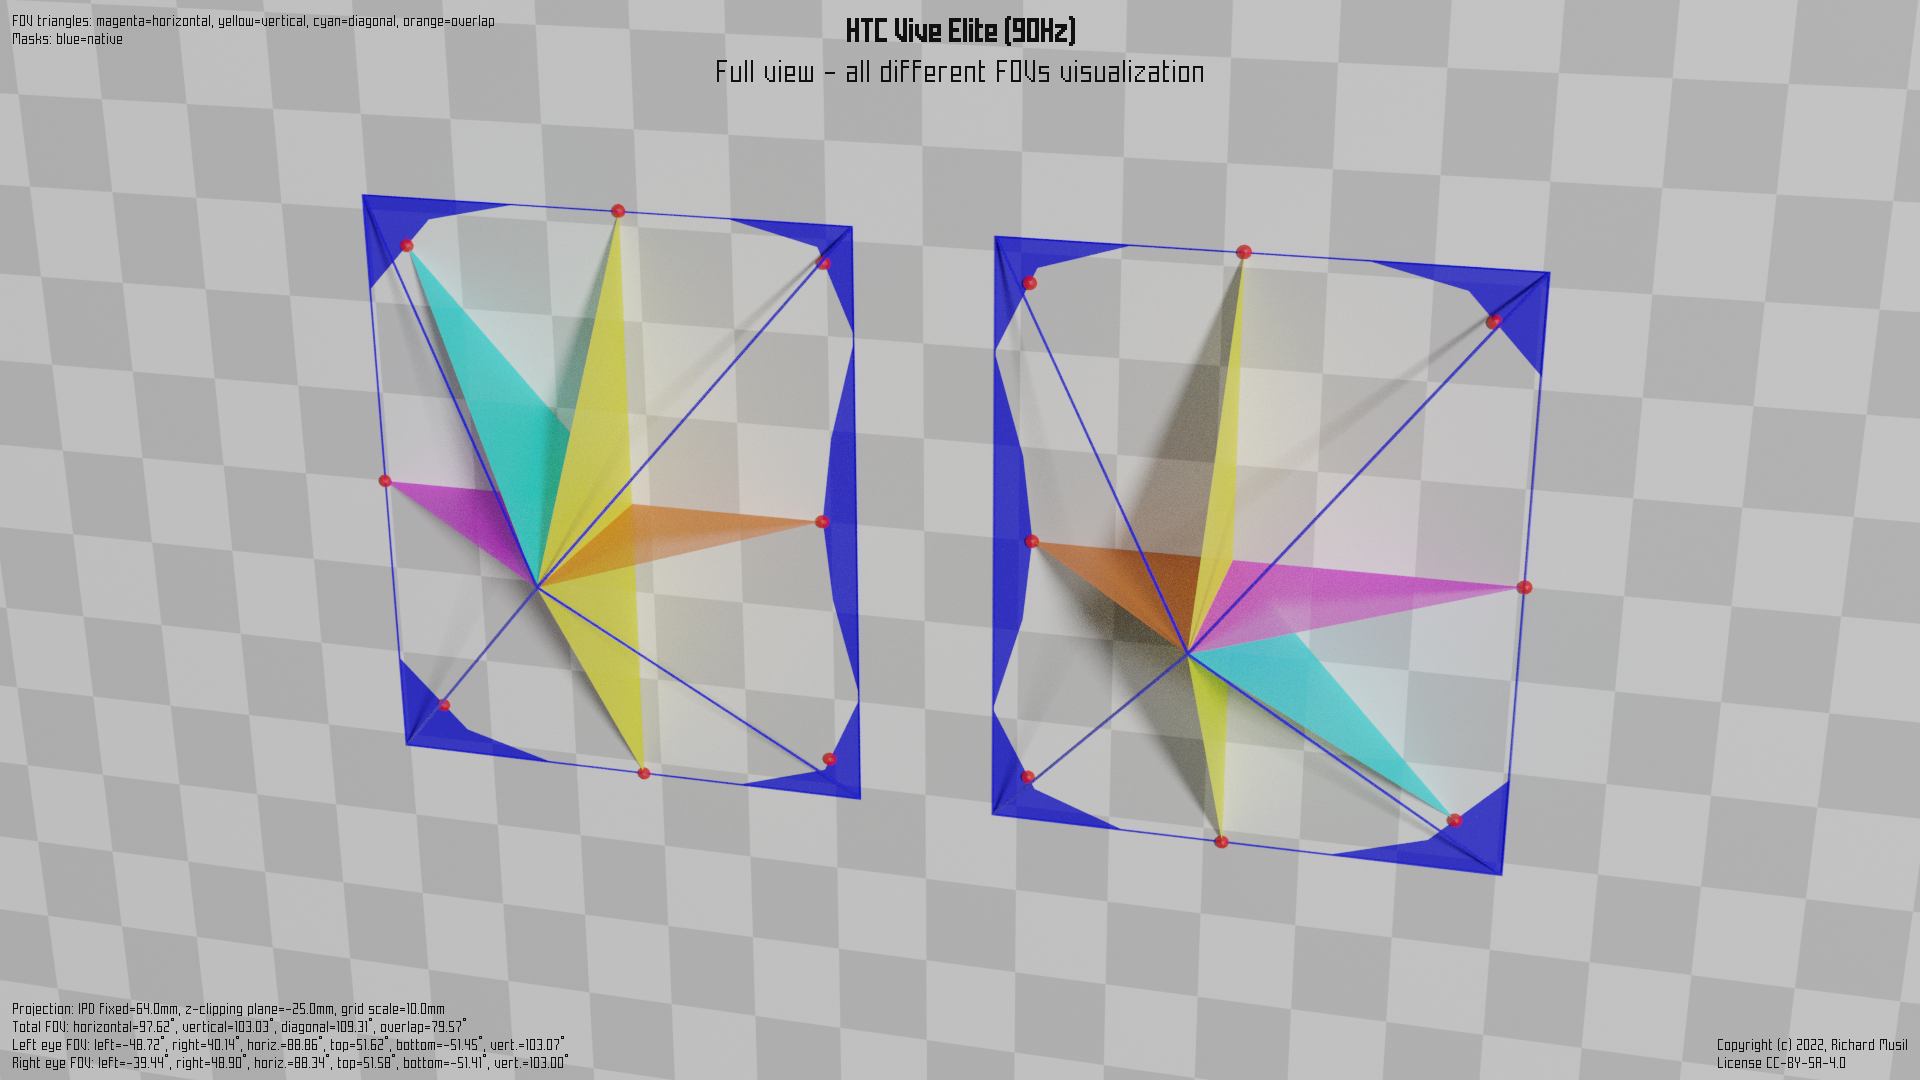 FOV triangles: magenta=horizontal, yellow=vertical, cyan=diagonal, orange=overlap
Masks: blue=native
HTC Vive Elite (90Hz)
Full view - all different FOVs visualization
Projection: IPD fixed=64.0mm, z-clipping plane=-25.0mm, grid scale=10.0mm
Total FOV: horizontal=97.62°, vertical=103.03°, diagonal=109.31°, overlap=79.57°
Left eye FOV: left=-48.72°, right=40.14°, horiz.=88.86°, top=51.62°, bottom=-51.45°, vert.=103.07°
Right eye FOV: left=-39.44°, right=48.90°, horiz.=88.34°, top=51.58°, bottom=-51.41°, vert.=103.00°
Copyright (c) 2022, Richard Musil
License CC-BY-SA-4.0